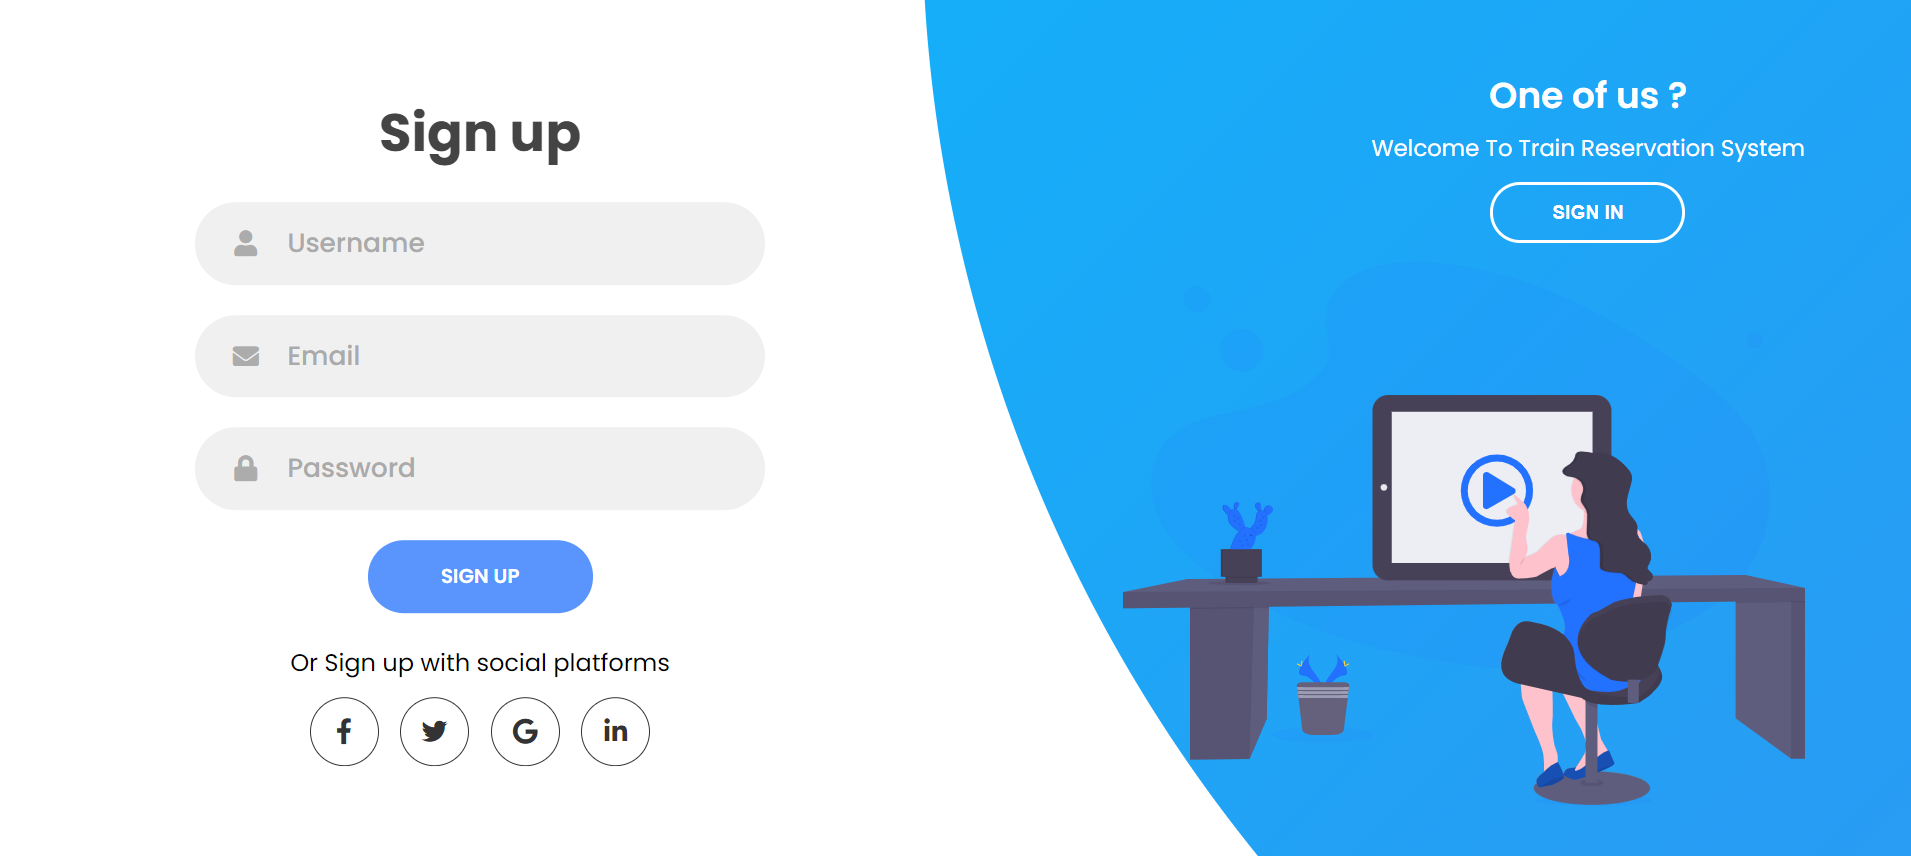 Sign up
Username
Email
Password
SIGN UP
Or Sign up with social platforms
One of us ?
Welcome To Train Reservation System
SIGN IN